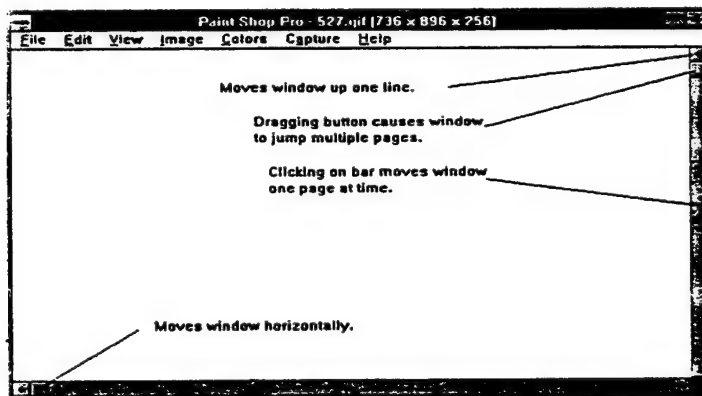 Paint Shop Pro - 527.gif [736 x 896 x 256]
File Edit View Image Colors Capture Help
Moves window up one line.
Dragging button causes window
to jump multiple pages.
Clicking on bar moves window
one page at time.
Moves window horizontally.